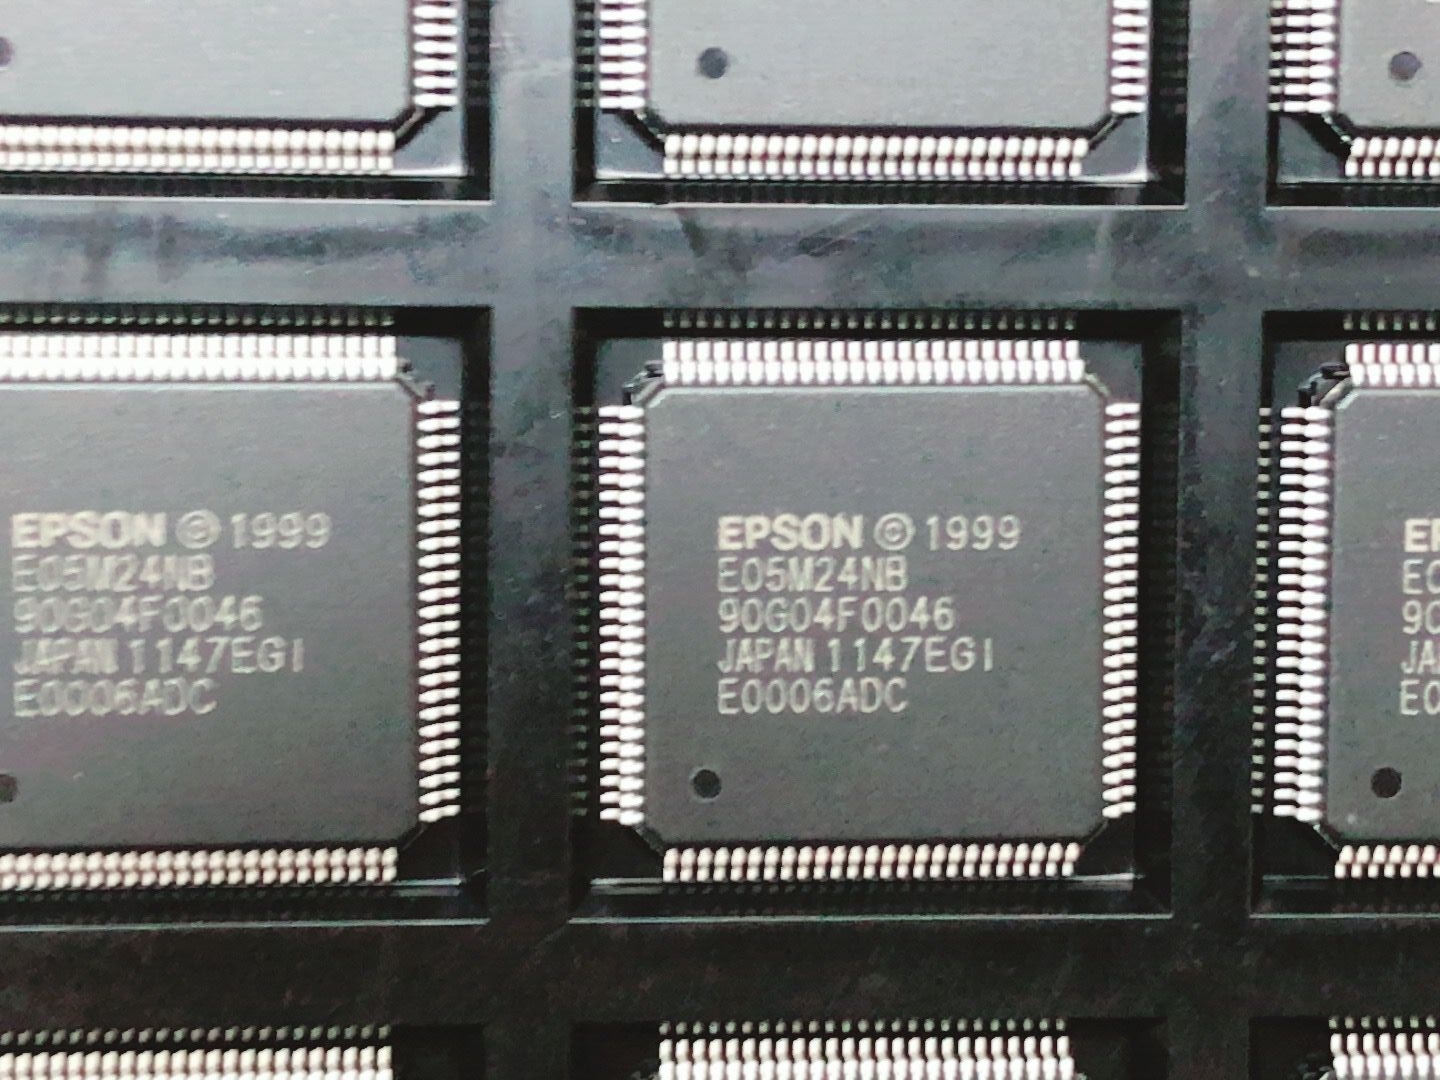 EPSON © 1999
E05M24NB
90G04F0046
JAPAN 1147EGI
E0006ADC
EPSON © 1999
E05M24NB
90G04F0046
JAPAN 1147EGI
E0006ADC